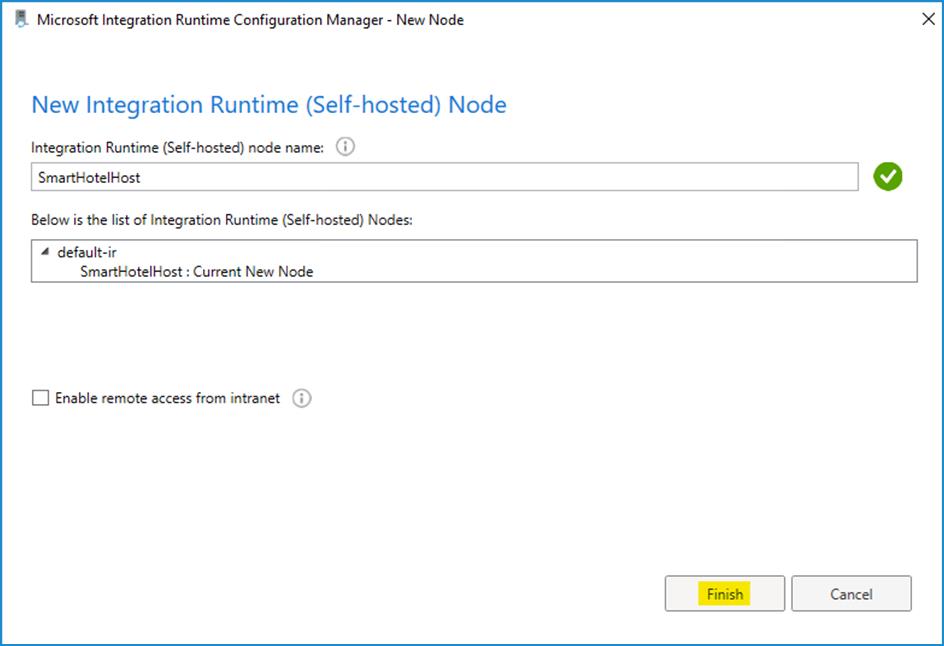 Microsoft Integration Runtime Configuration Manager - New Node
New Integration Runtime (Self-hosted) Node
Integration Runtime (Self-hosted) node name:
SmartHotelHost
Below is the list of Integration Runtime (Self-hosted) Nodes:
default-ir
SmartHotelHost : Current New Node
Enable remote access from intranet
Finish
Cancel